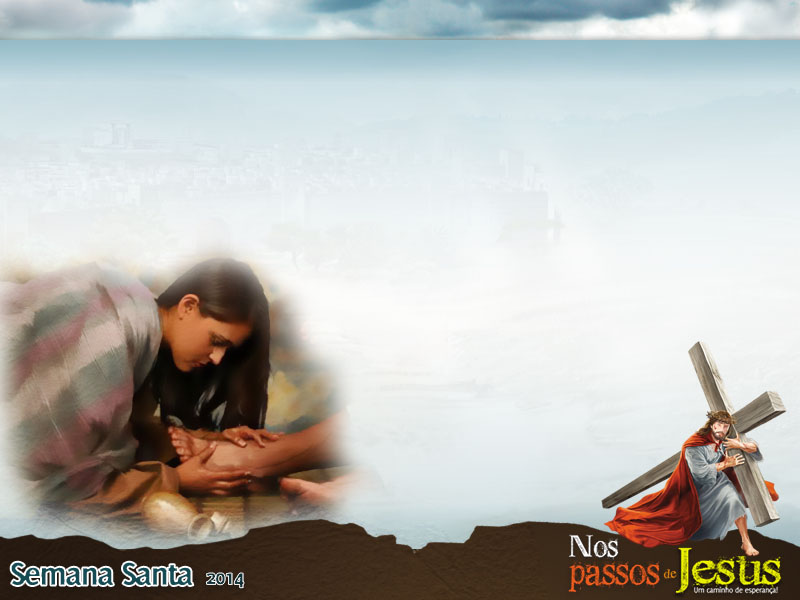 Semana Santa 2014
Nos
passos de Jesus
Um caminho de esperança!